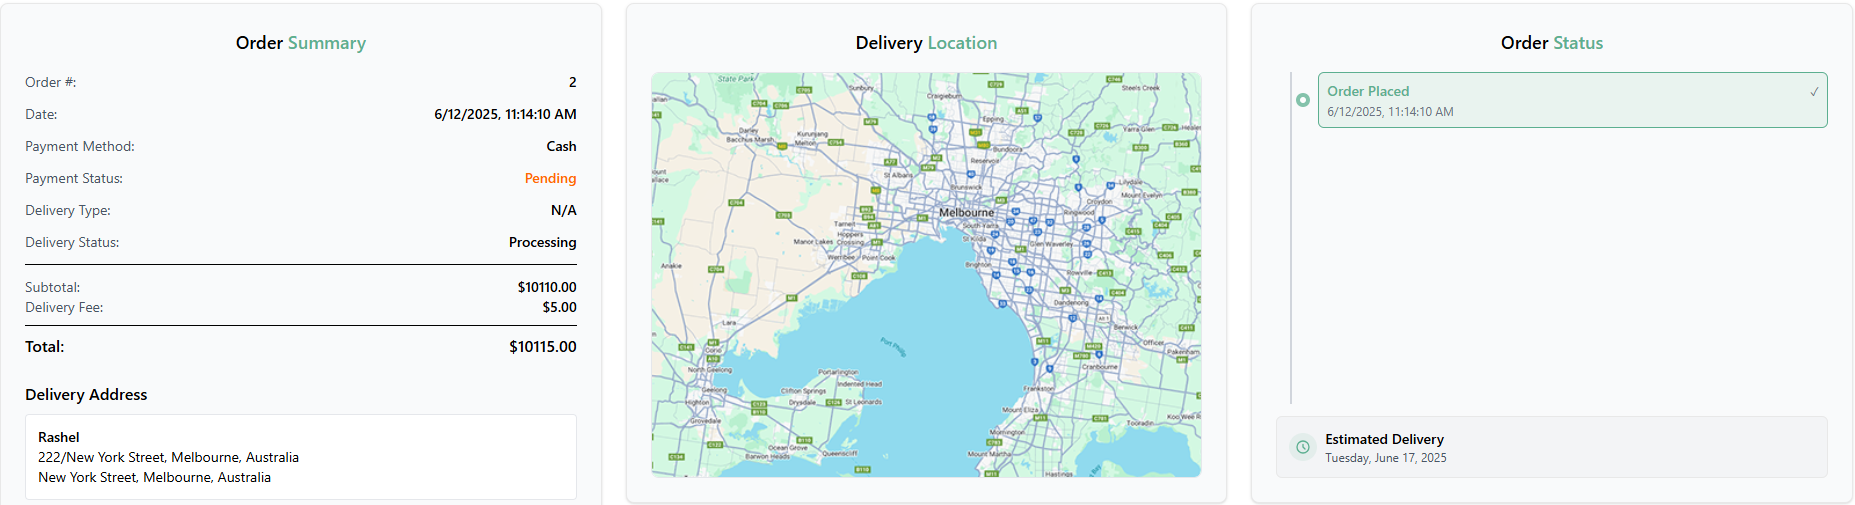 Order Summary
Order #: 2
Date: 6/12/2025, 11:14:10 AM
Payment Method: Cash
Payment Status: Pending
Delivery Type: N/A
Delivery Status: Processing
Subtotal: $10110.00
Delivery Fee: $5.00
Total: $10115.00
Delivery Address
Rashel
222/New York Street, Melbourne, Australia
New York Street, Melbourne, Australia
Delivery Location
State Park
Sunbury
Craigieburn
Steels Creek
Epping
Yarra Glen
Darley
Bacchus Marsh
Kurunjang
Melton
Bundoora
Reservoir
St Albans
Brunswick
Lilydale
Mount Evelyn
Croydon
Ringwood
Melbourne
South Yarra
St Kilda
Glen Waverley
Tarneit
Hoppers
Crossing
Manor Lakes
Werribee
Point Cook
Brighton
Rowville
Anakie
Dandenong
Berwick
Officer
Pakenham
Lara
Corio
North Geelong
Geelong
Highton
Grovedale
Port Phillip
Portarlington
Indented Head
Clifton Springs
Drysdale
St Leonards
Cranbourne
Frankston
Mount Eliza
Tooradin
Koo Wee R
Mornington
Ocean Grove
Barwon Heads
Queenscliff
Mount Martha
Hastings
Order Status
Order Placed
6/12/2025, 11:14:10 AM
Estimated Delivery
Tuesday, June 17, 2025